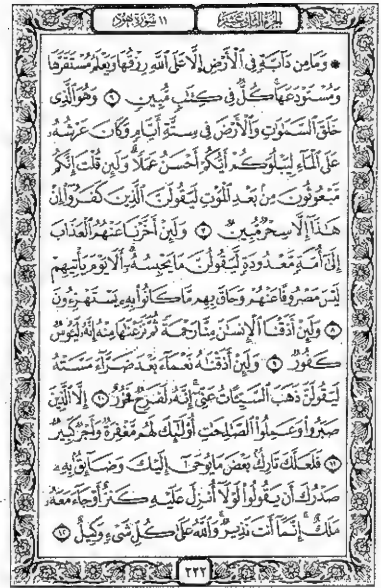 الجزء الثاني عشر
١١ سورة هود
* وَمَا مِن دَآبَّةٍ فِى ٱلْأَرْضِ إِلَّا عَلَى ٱللَّهِ رِزْقُهَا وَيَعْلَمُ مُسْتَقَرَّهَا
وَمُسْتَوْدَعَهَا كُلٌّ فِى كِتَٰبٍ مُّبِينٍ ٦ وَهُوَ ٱلَّذِى
خَلَقَ ٱلسَّمَٰوَٰتِ وَٱلْأَرْضَ فِى سِتَّةِ أَيَّامٍ وَكَانَ عَرْشُهُۥ
عَلَى ٱلْمَآءِ لِيَبْلُوَكُمْ أَيُّكُمْ أَحْسَنُ عَمَلًا وَلَئِن قُلْتَ إِنَّكُم
مَّبْعُوثُونَ مِنۢ بَعْدِ ٱلْمَوْتِ لَيَقُولَنَّ ٱلَّذِينَ كَفَرُوٓا۟ إِنْ
هَٰذَآ إِلَّا سِحْرٌ مُّبِينٌ ٧ وَلَئِنْ أَخَّرْنَا عَنْهُمُ ٱلْعَذَابَ
إِلَىٰٓ أُمَّةٍ مَّعْدُودَةٍ لَّيَقُولُنَّ مَا يَحْبِسُهُۥٓ أَلَا يَوْمَ يَأْتِيهِمْ
لَيْسَ مَصْرُوفًا عَنْهُمْ وَحَاقَ بِهِم مَّا كَانُوا۟ بِهِۦ يَسْتَهْزِءُونَ
٨ وَلَئِنْ أَذَقْنَا ٱلْإِنسَٰنَ مِنَّا رَحْمَةً ثُمَّ نَزَعْنَٰهَا مِنْهُ إِنَّهُۥ لَيَـُٔوسٌ
كَفُورٌ ٩ وَلَئِنْ أَذَقْنَٰهُ نَعْمَآءَ بَعْدَ ضَرَّآءَ مَسَّتْهُ
لَيَقُولَنَّ ذَهَبَ ٱلسَّيِّـَٔاتُ عَنِّىٓ إِنَّهُۥ لَفَرِحٌ فَخُورٌ ١٠ إِلَّا ٱلَّذِينَ
صَبَرُوا۟ وَعَمِلُوا۟ ٱلصَّٰلِحَٰتِ أُو۟لَٰٓئِكَ لَهُم مَّغْفِرَةٌ وَأَجْرٌ كَبِيرٌ
١١ فَلَعَلَّكَ تَارِكٌۢ بَعْضَ مَا يُوحَىٰٓ إِلَيْكَ وَضَآئِقٌۢ بِهِۦ
صَدْرُكَ أَن يَقُولُوا۟ لَوْلَآ أُنزِلَ عَلَيْهِ كَنزٌ أَوْ جَآءَ مَعَهُۥ
مَلَكٌ إِنَّمَآ أَنتَ نَذِيرٌ وَٱللَّهُ عَلَىٰ كُلِّ شَىْءٍ وَكِيلٌ ١٢
٢٢٢